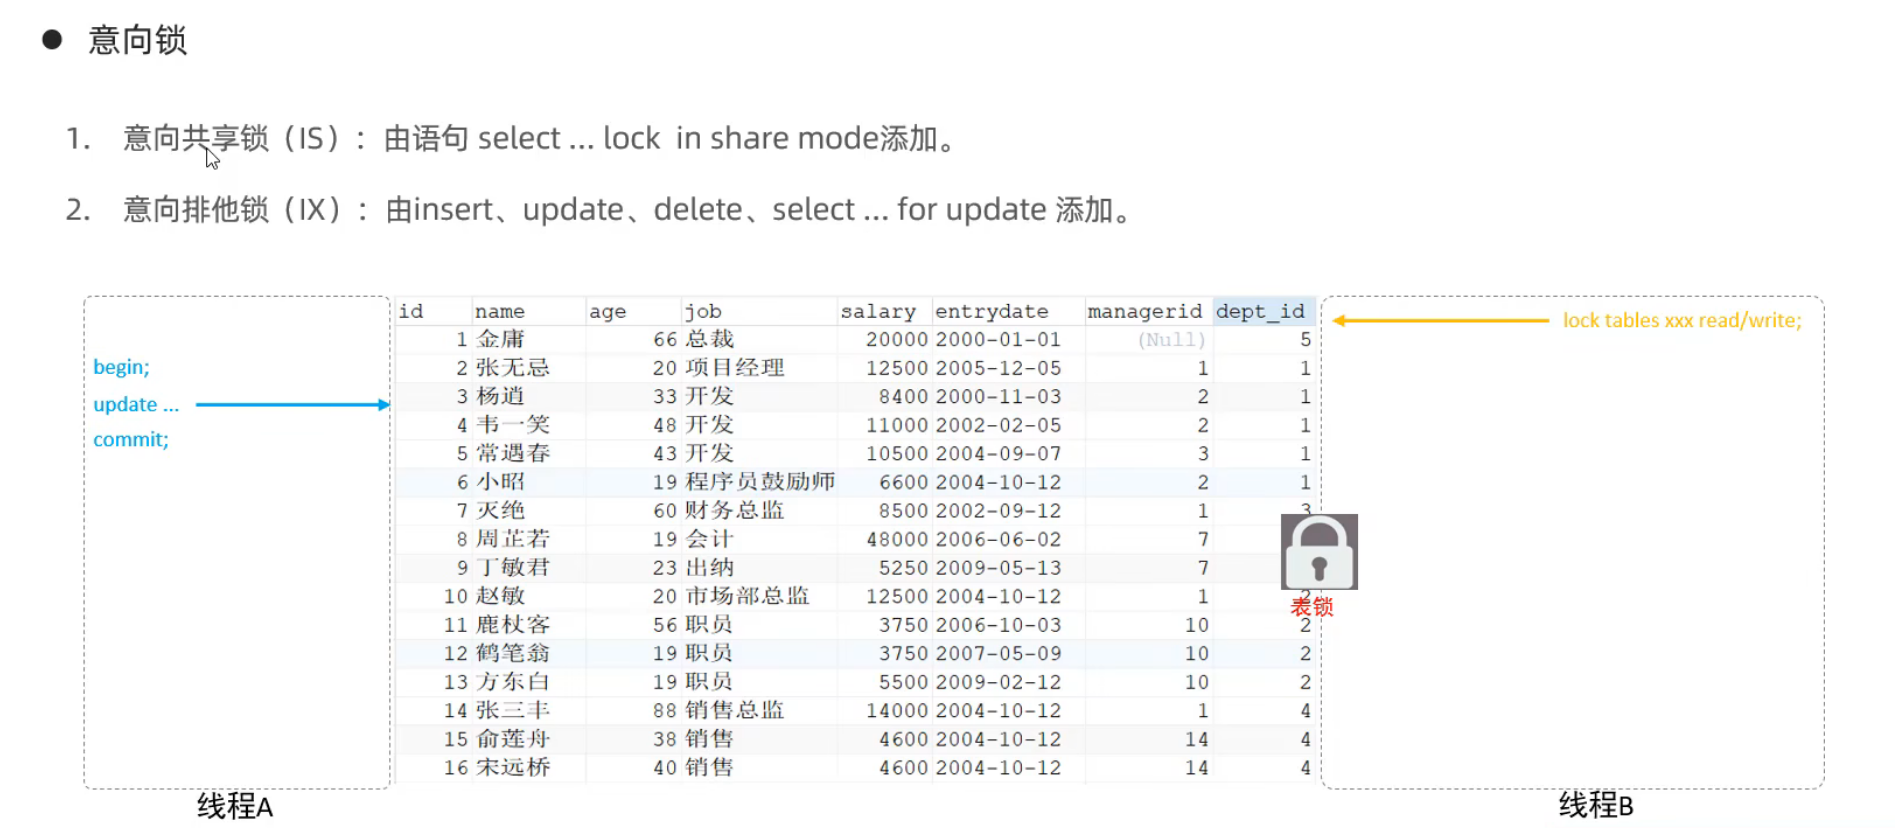 意向锁
1. 意向共享锁（IS）：由语句 select ... lock in share mode添加。
2. 意向排他锁（IX）：由insert、update、delete、select ... for update 添加。
id name age job salary entrydate managerid dept_id
lock tables xxx read/write;
1 金庸 66 总裁 20000 2000-01-01 (Null) 5
begin;
2 张无忌 20 项目经理 12500 2005-12-05 1 1
3 杨逍 33 开发 8400 2000-11-03 2 1
update ...
4 韦一笑 48 开发 11000 2002-02-05 2 1
commit;
5 常遇春 43 开发 10500 2004-09-07 3 1
6 小昭 19 程序员鼓励师 6600 2004-10-12 2 1
7 灭绝 60 财务总监 8500 2002-09-12 1 3
8 周芷若 19 会计 48000 2006-06-02 7
9 丁敏君 23 出纳 5250 2009-05-13 7
10 赵敏 20 市场部总监 12500 2004-10-12 1 2
表锁
11 鹿杖客 56 职员 3750 2006-10-03 10 2
12 鹤笔翁 19 职员 3750 2007-05-09 10 2
13 方东白 19 职员 5500 2009-02-12 10 2
14 张三丰 88 销售总监 14000 2004-10-12 1 4
15 俞莲舟 38 销售 4600 2004-10-12 14 4
16 宋远桥 40 销售 4600 2004-10-12 14 4
线程A
线程B